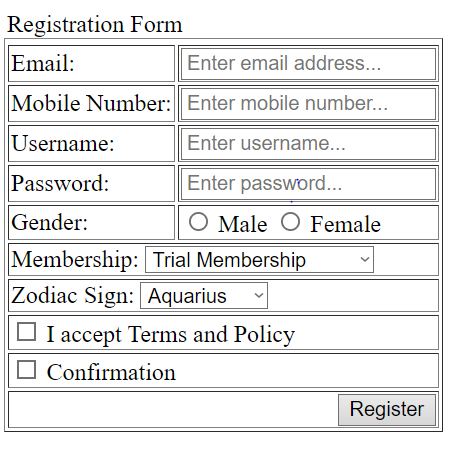 Registration Form
Email: Enter email address...
Mobile Number: Enter mobile number...
Username: Enter username...
Password: Enter password...
Gender: Male Female
Membership: Trial Membership
Zodiac Sign: Aquarius
I accept Terms and Policy
Confirmation
Register